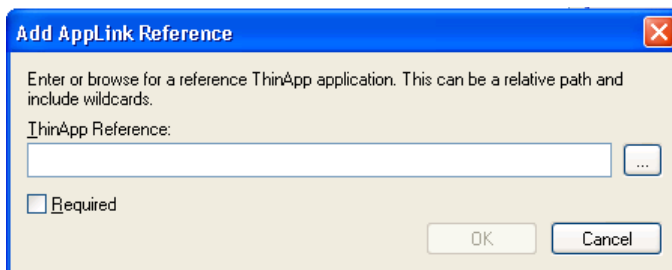 Add AppLink Reference
Enter or browse for a reference ThinApp application. This can be a relative path and
include wildcards.
ThinApp Reference:
...
Required
OK
Cancel